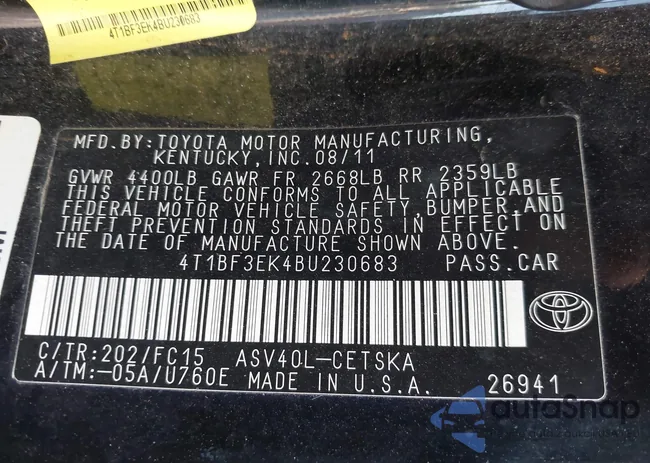 4T1BF3EK4BU230683
MFD. BY: TOYOTA MOTOR MANUFACTURING,
KENTUCKY, INC. 08/11
GVWR 4400LB GAWR FR 2668LB RR 2359LB
THIS VEHICLE CONFORMS TO ALL APPLICABLE
FEDERAL MOTOR VEHICLE SAFETY, BUMPER, AND
THEFT PREVENTION STANDARDS IN EFFECT ON
THE DATE OF MANUFACTURE SHOWN ABOVE.
4T1BF3EK4BU230683 PASS. CAR
C/TR: 202/FC15 ASV40L-CETSKA
A/TM: -05A/U760E MADE IN U.S.A. 26941
autoSnap